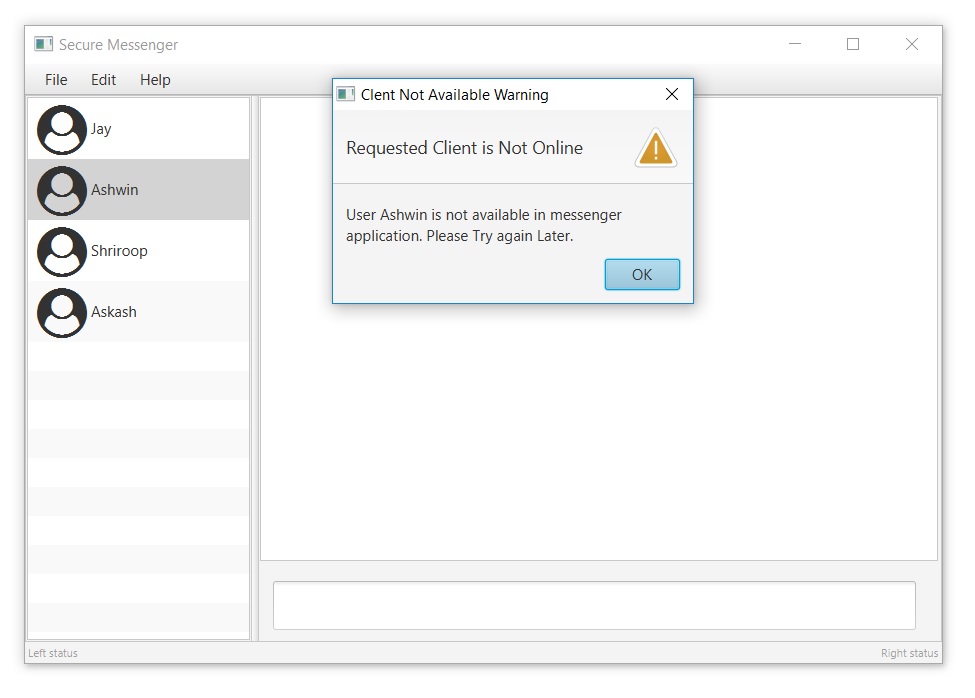 Secure Messenger
File Edit Help
Clent Not Available Warning
Jay
Requested Client is Not Online
Ashwin
User Ashwin is not available in messenger
application. Please Try again Later.
Shriroop
OK
Askash
Left status
Right status